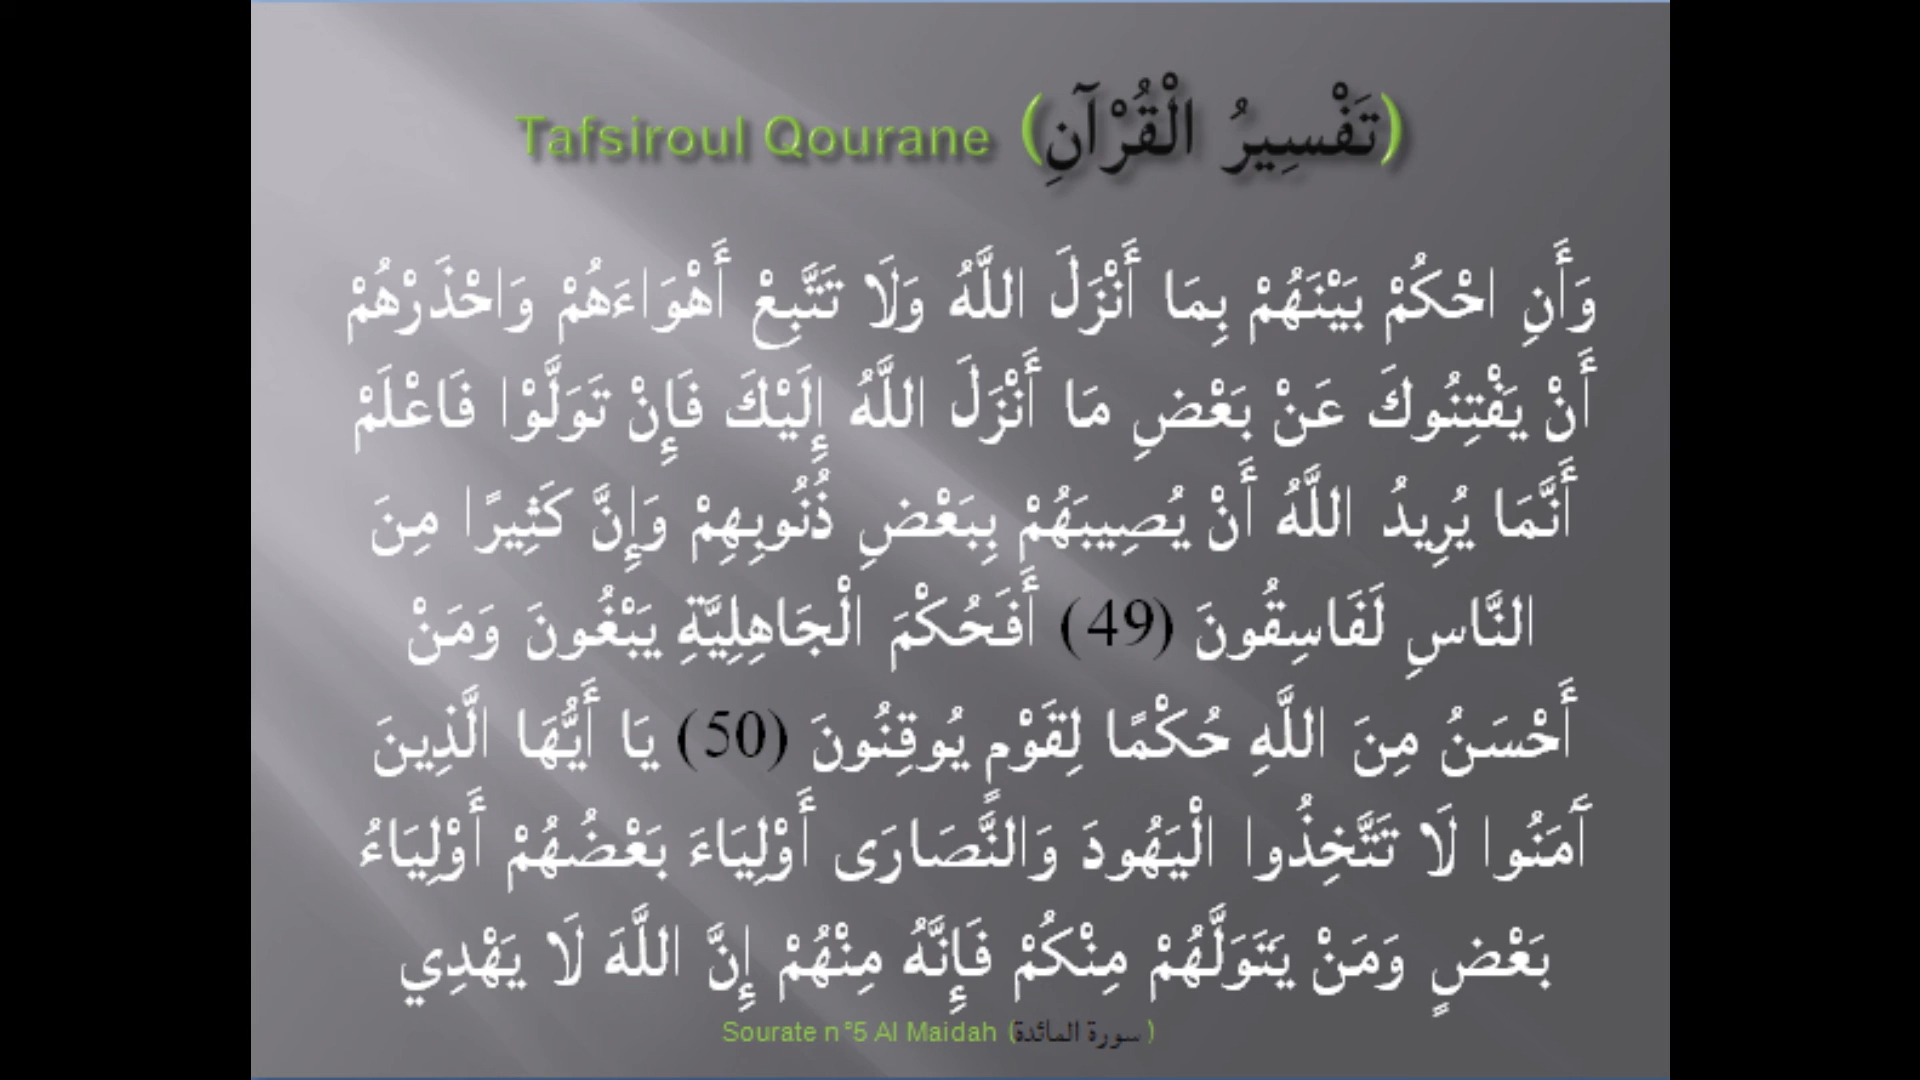 Tafsiroul Qourane (تَفْسِيرُ الْقُرْآنِ)
وَأَنِ احْكُمْ بَيْنَهُمْ بِمَا أَنْزَلَ اللَّهُ وَلَا تَتَّبِعْ أَهْوَاءَهُمْ وَاحْذَرْهُمْ
أَنْ يَفْتِنُوكَ عَنْ بَعْضِ مَا أَنْزَلَ اللَّهُ إِلَيْكَ فَإِنْ تَوَلَّوْا فَاعْلَمْ
أَنَّمَا يُرِيدُ اللَّهُ أَنْ يُصِيبَهُمْ بِبَعْضِ ذُنُوبِهِمْ وَإِنَّ كَثِيرًا مِنَ
النَّاسِ لَفَاسِقُونَ (49) أَفَحُكْمَ الْجَاهِلِيَّةِ يَبْغُونَ وَمَنْ
أَحْسَنُ مِنَ اللَّهِ حُكْمًا لِقَوْمٍ يُوقِنُونَ (50) يَا أَيُّهَا الَّذِينَ
آَمَنُوا لَا تَتَّخِذُوا الْيَهُودَ وَالنَّصَارَى أَوْلِيَاءَ بَعْضُهُمْ أَوْلِيَاءُ
بَعْضٍ وَمَنْ يَتَوَلَّهُمْ مِنْكُمْ فَإِنَّهُ مِنْهُمْ إِنَّ اللَّهَ لَا يَهْدِي
Sourate n°5 Al Maidah (سورة المائدة)